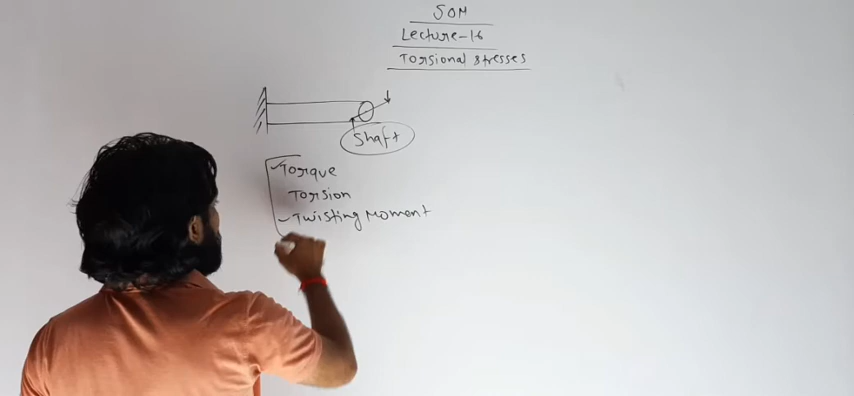 SOM
Lecture-16
Torsional stresses
Shaft
Torque
Torsion
Twisting Moment